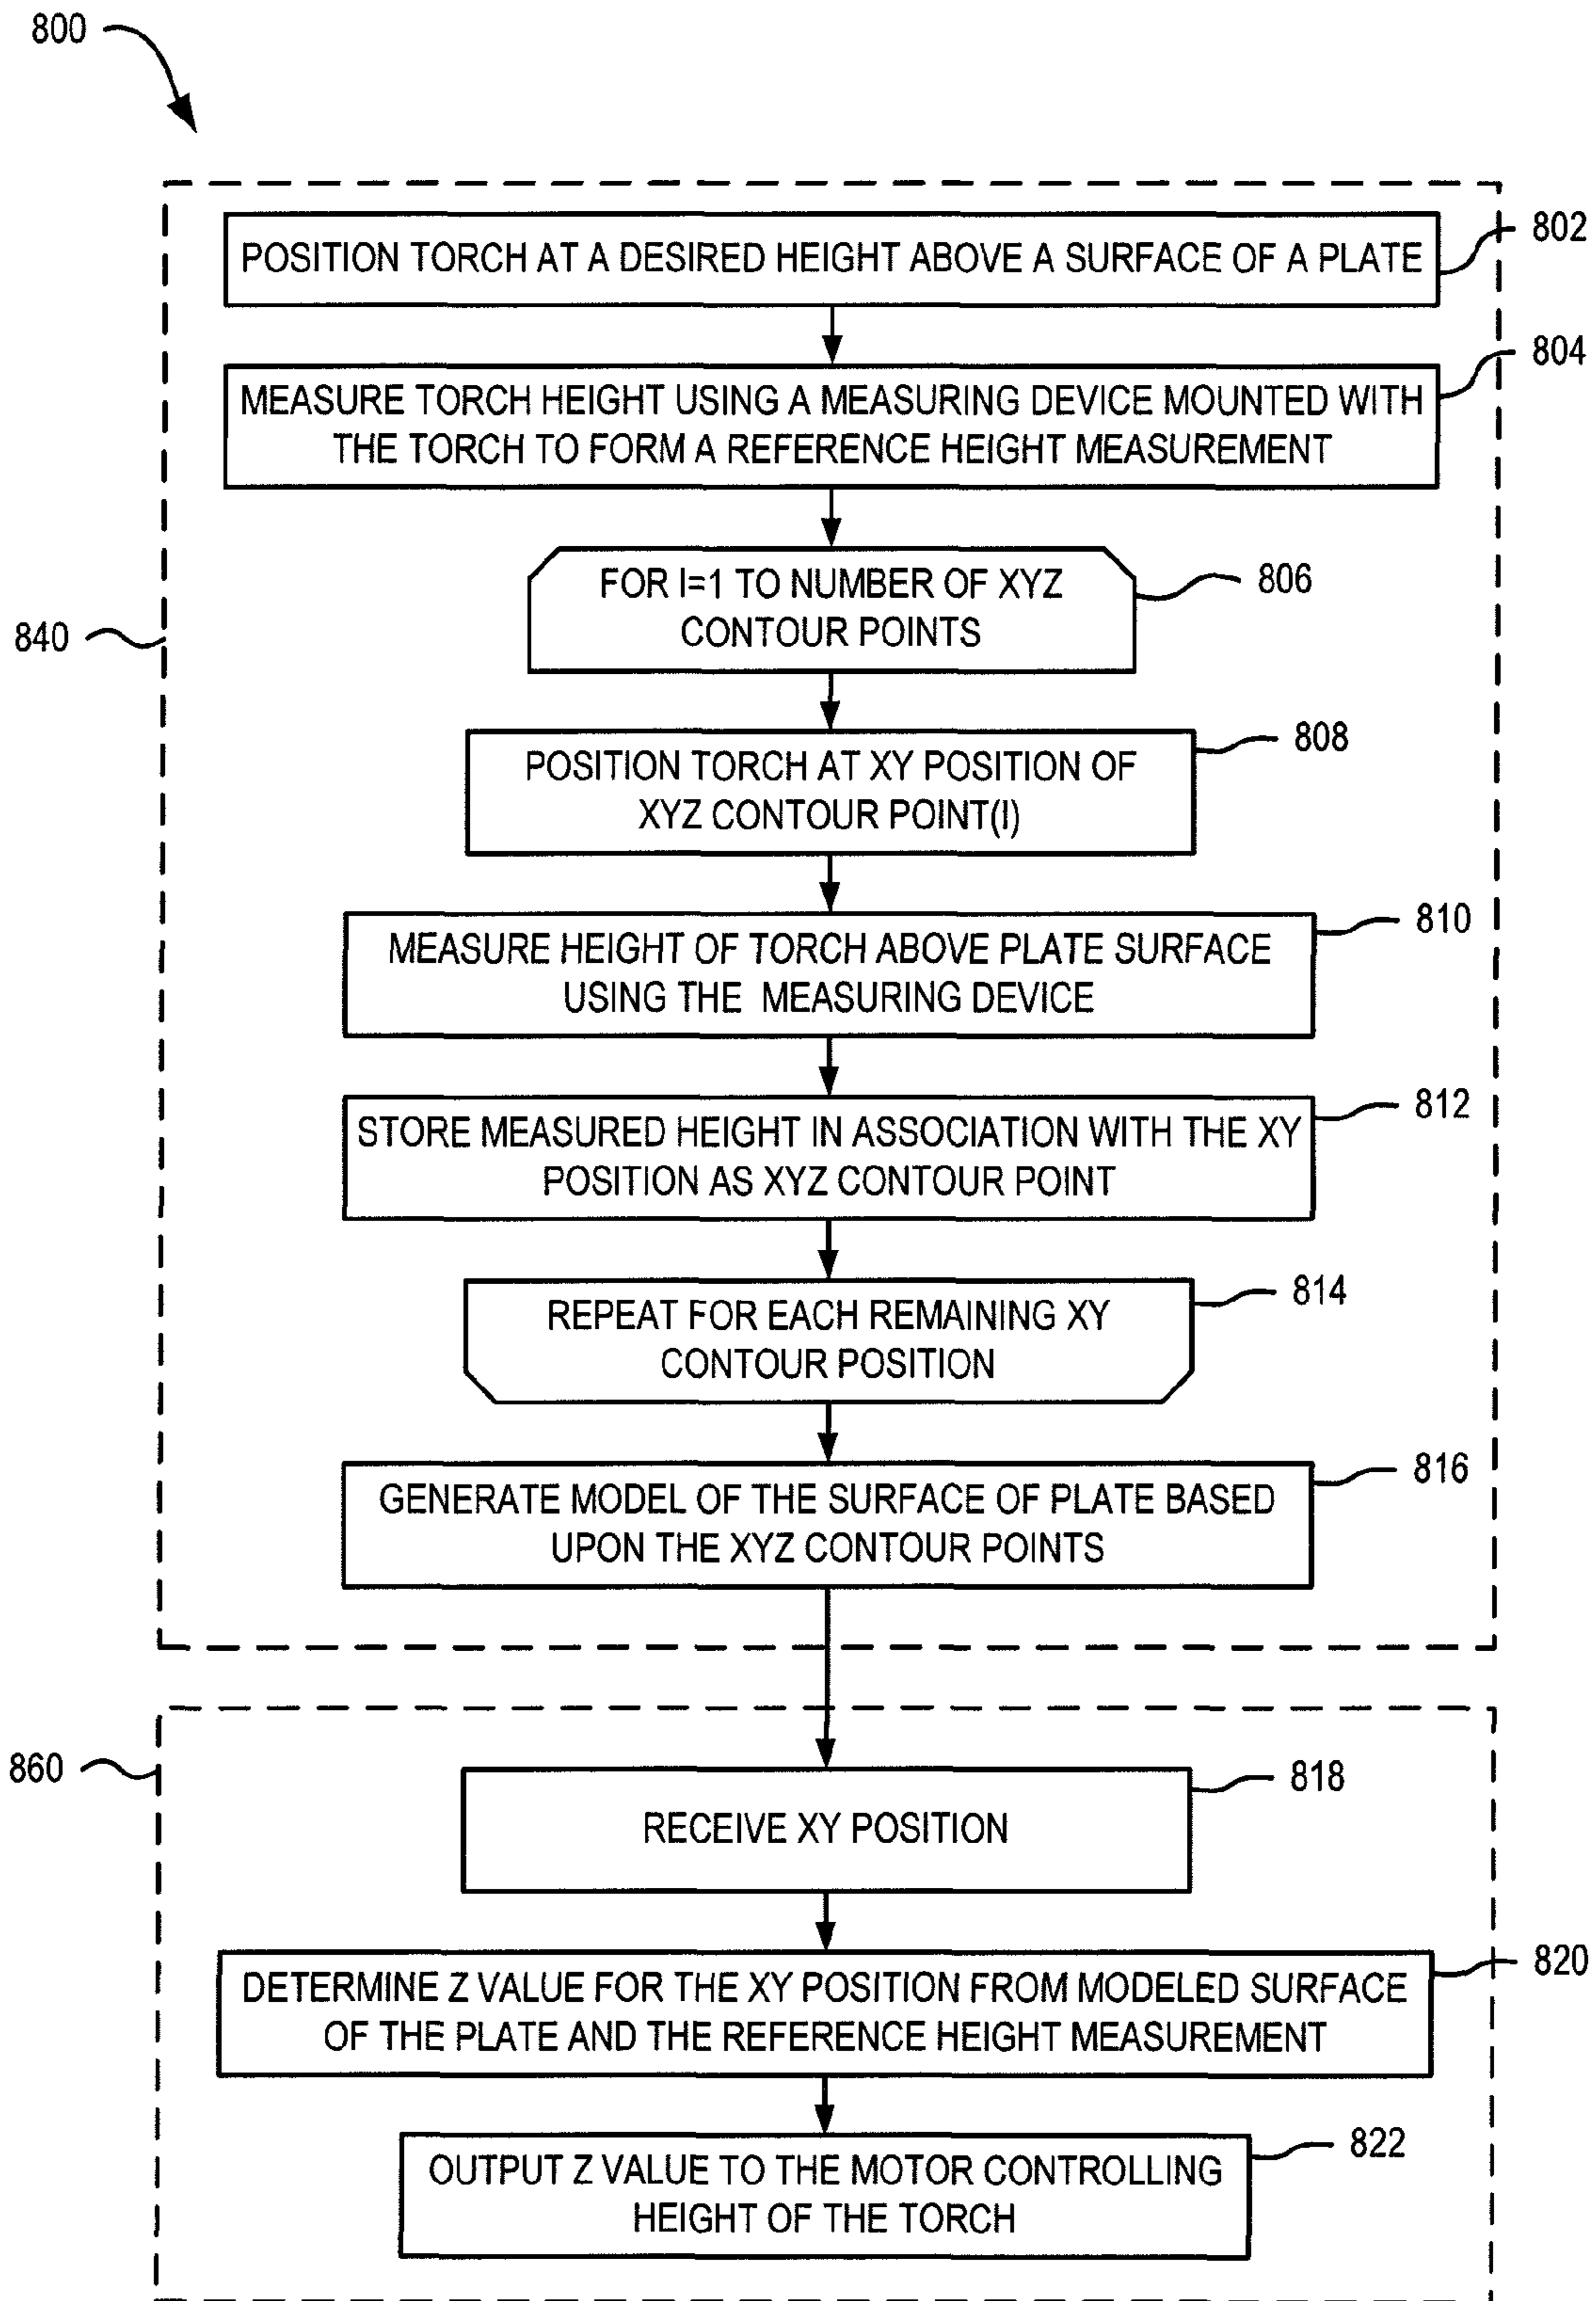 800
POSITION TORCH AT A DESIRED HEIGHT ABOVE A SURFACE OF A PLATE
802
MEASURE TORCH HEIGHT USING A MEASURING DEVICE MOUNTED WITH
THE TORCH TO FORM A REFERENCE HEIGHT MEASUREMENT
804
FOR I=1 TO NUMBER OF XYZ
CONTOUR POINTS
806
840
POSITION TORCH AT XY POSITION OF
XYZ CONTOUR POINT(I)
808
MEASURE HEIGHT OF TORCH ABOVE PLATE SURFACE
USING THE MEASURING DEVICE
810
STORE MEASURED HEIGHT IN ASSOCIATION WITH THE XY
POSITION AS XYZ CONTOUR POINT
812
REPEAT FOR EACH REMAINING XY
CONTOUR POSITION
814
GENERATE MODEL OF THE SURFACE OF PLATE BASED
UPON THE XYZ CONTOUR POINTS
816
860
RECEIVE XY POSITION
818
DETERMINE Z VALUE FOR THE XY POSITION FROM MODELED SURFACE
OF THE PLATE AND THE REFERENCE HEIGHT MEASUREMENT
820
OUTPUT Z VALUE TO THE MOTOR CONTROLLING
HEIGHT OF THE TORCH
822